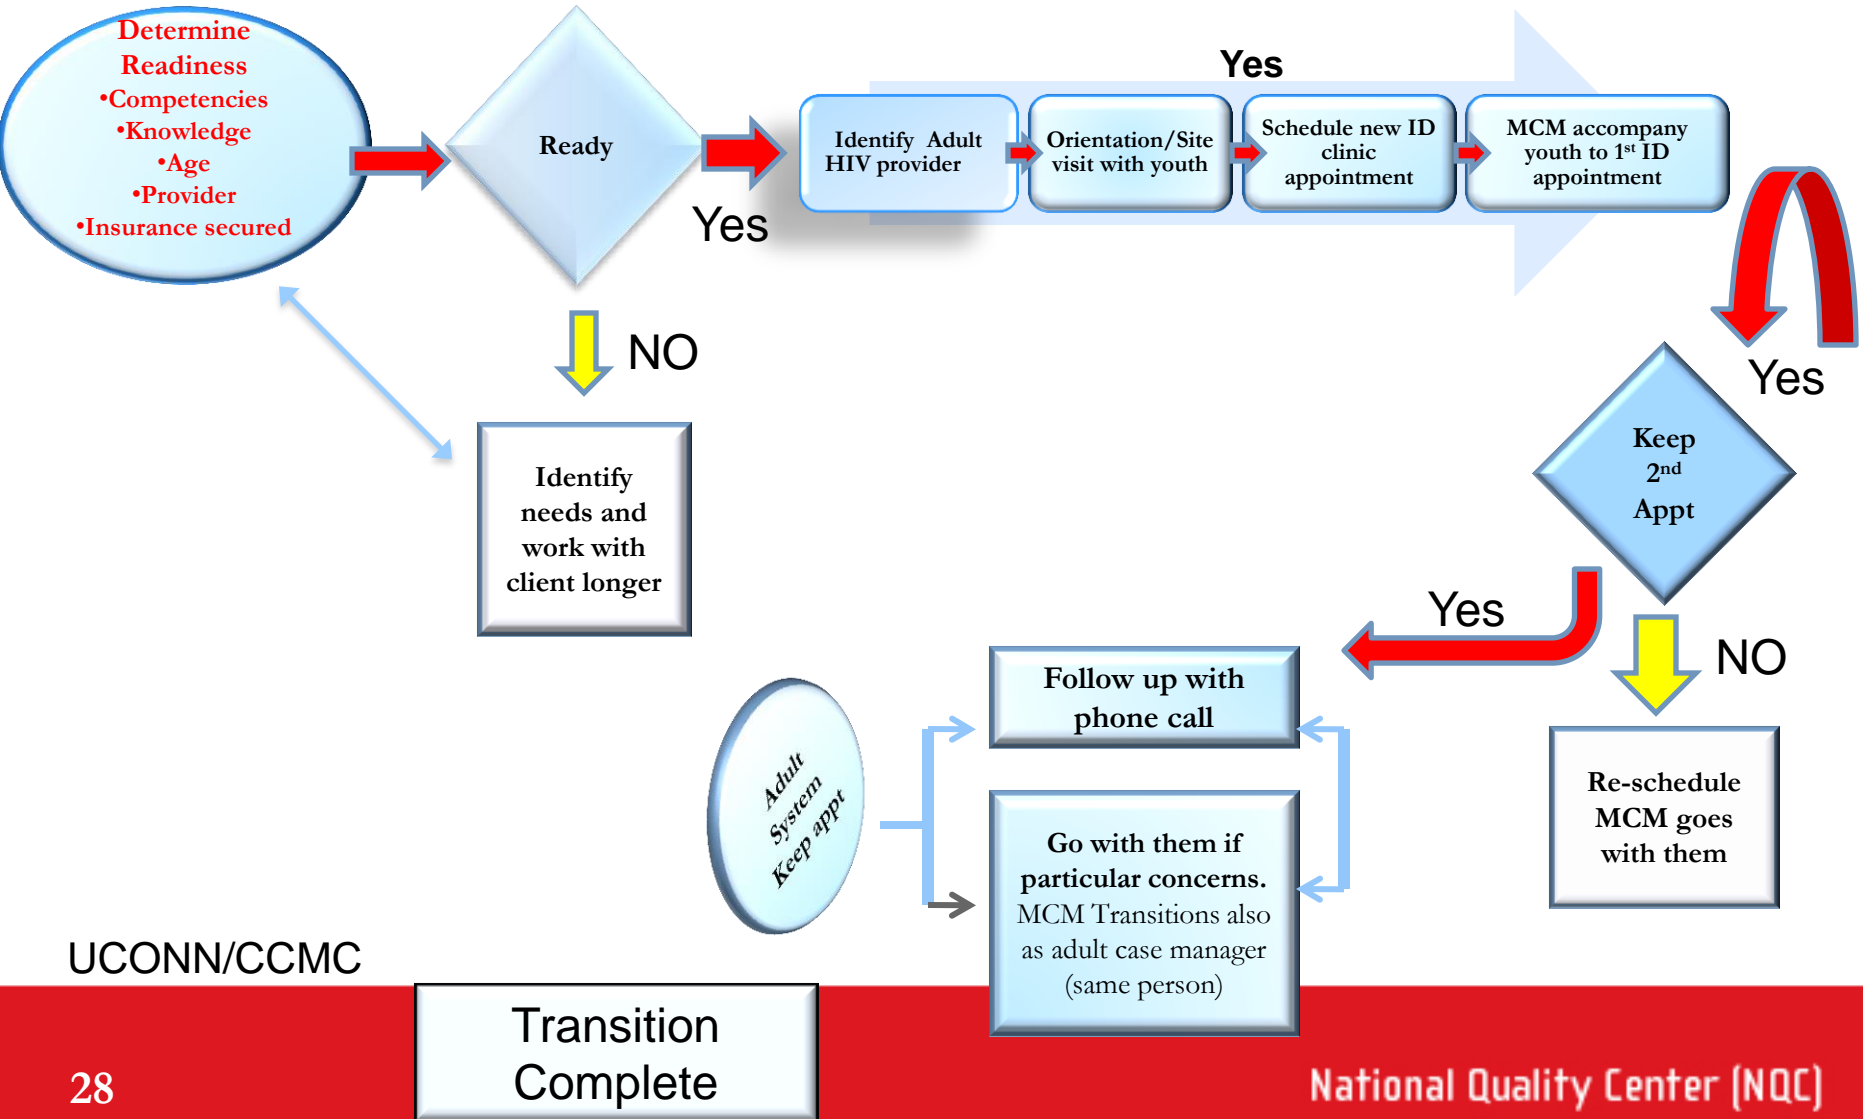 Determine
Readiness
•Competencies
•Knowledge
•Age
•Provider
•Insurance secured
Ready
Yes
Yes
Identify Adult
HIV provider
Orientation/Site
visit with youth
Schedule new ID
clinic
appointment
MCM accompany
youth to 1st ID
appointment
NO
Identify
needs and
work with
client longer
Yes
Keep
2nd
Appt
Yes
NO
Re-schedule
MCM goes
with them
Follow up with
phone call
Go with them if
particular concerns.
MCM Transitions also
as adult case manager
(same person)
Adult
System
Keep appt
UCONN/CCMC
Transition
Complete
28
National Quality Center (NQC)